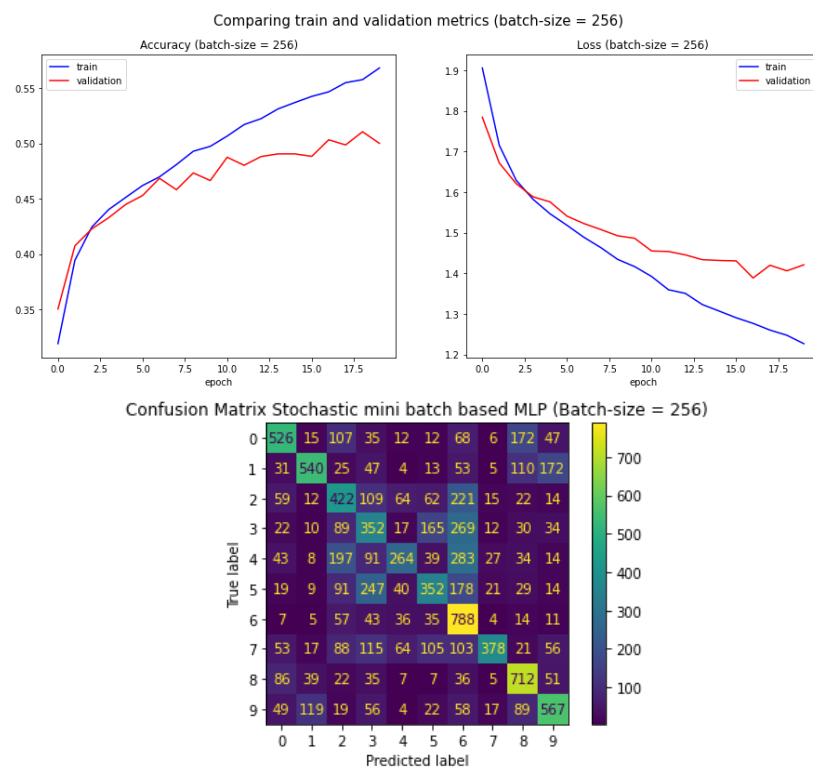 Comparing train and validation metrics (batch-size = 256)
Accuracy (batch-size = 256)
train
validation
0.55
0.50
0.45
0.40
0.35
0.0 2.5 5.0 7.5 10.0 12.5 15.0 17.5
epoch
Loss (batch-size = 256)
train
validation
1.9
1.8
1.7
1.6
1.5
1.4
1.3
1.2
0.0 2.5 5.0 7.5 10.0 12.5 15.0 17.5
epoch
Confusion Matrix Stochastic mini batch based MLP (Batch-size = 256)
True label
0 526 15 107 35 12 12 68 6 172 47
1 31 540 25 47 4 13 53 5 110 172
2 59 12 422 109 64 62 221 15 22 14
3 22 10 89 352 17 165 269 12 30 34
4 43 8 197 91 264 39 283 27 34 14
5 19 9 91 247 40 352 178 21 29 14
6 7 5 57 43 36 35 788 4 14 11
7 53 17 88 115 64 105 103 378 21 56
8 86 39 22 35 7 7 36 5 712 51
9 49 119 19 56 4 22 58 17 89 567
0 1 2 3 4 5 6 7 8 9
Predicted label
700
600
500
400
300
200
100